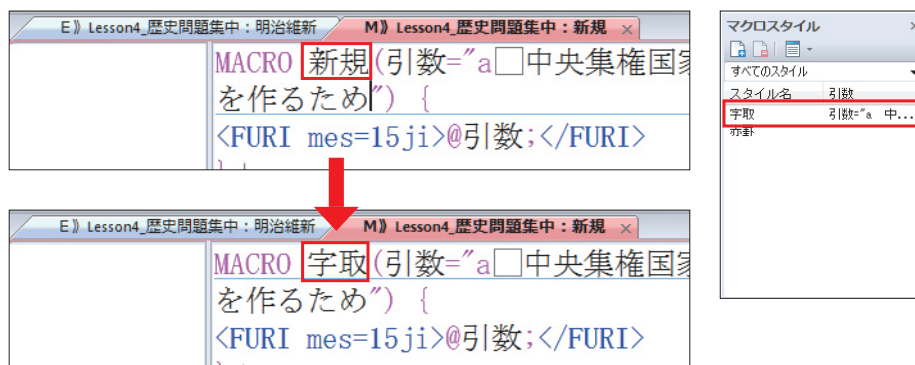 E》Lesson4_歴史問題集中:明治維新 M》Lesson4_歴史問題集中:新規 ×
MACRO 新規(引数="a□中央集権国家
を作るため") {
<FURI mes=15ji>@引数;</FURI>
E》Lesson4_歴史問題集中:明治維新 M》Lesson4_歴史問題集中:新規 ×
MACRO 字取(引数="a□中央集権国家
を作るため") {
<FURI mes=15ji>@引数;</FURI>
マクロスタイル
すべてのスタイル
スタイル名 引数
字取 引数="a 中...
赤卦